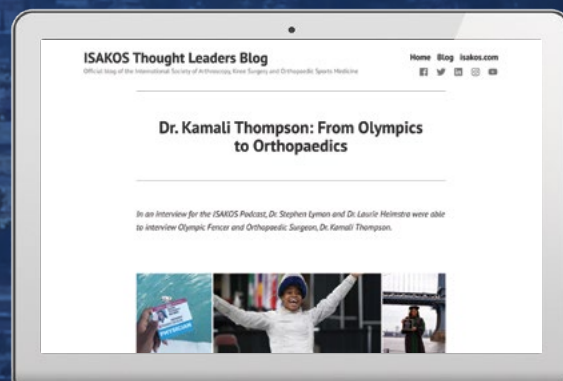 ISAKOS Thought Leaders Blog
Official blog of the International Society of Arthroscopy, Knee Surgery, and Orthopaedic Sports Medicine
Home Blog isakos.com
Dr. Kamali Thompson: From Olympics
to Orthopaedics
In an interview for the ISAKOS Podcast, Dr. Stephen Lyman and Dr. Laurie Heimstra were able
to interview Olympic Fencer and Orthopaedic Surgeon, Dr. Kamali Thompson.
PHYSICIAN